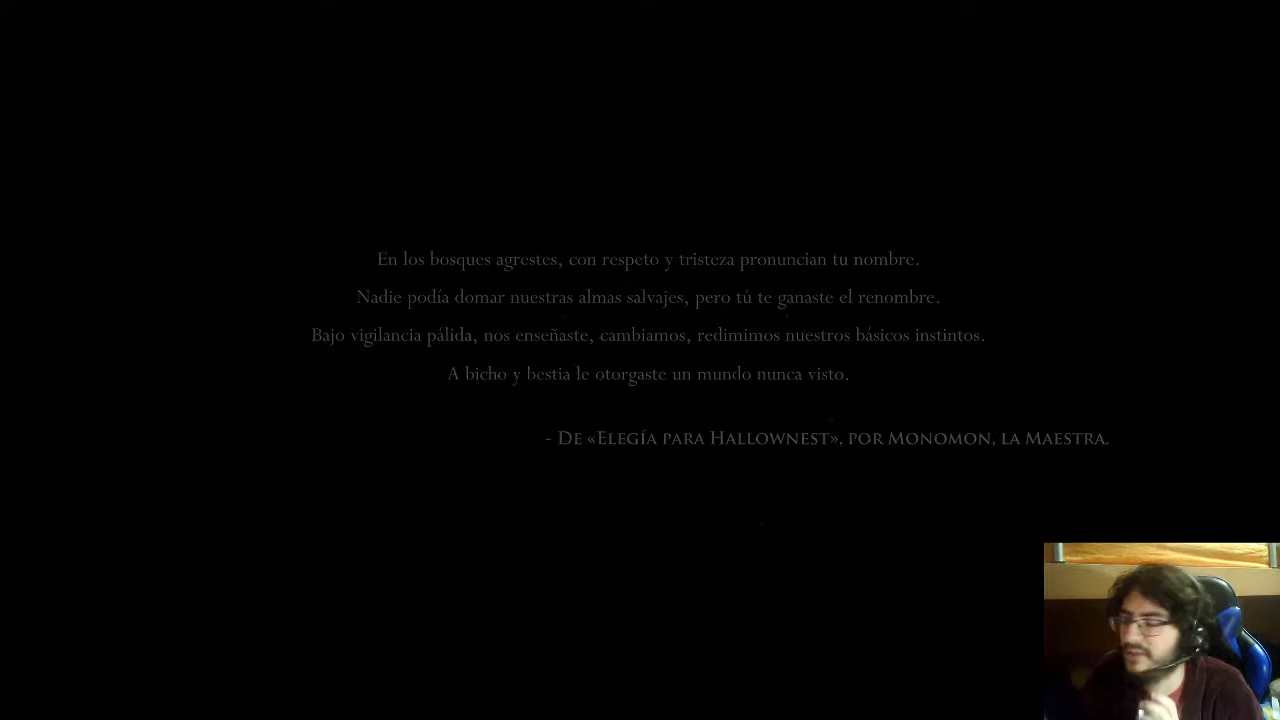 En los bosques agrestes, con respeto y tristeza pronuncian tu nombre.
Nadie podía domar nuestras almas salvajes, pero tú te ganaste el renombre.
Bajo vigilancia pálida, nos enseñaste, cambiamos, redimimos nuestros básicos instintos.
A bicho y bestia le otorgaste un mundo nunca visto.
- De «Elegía para Hallownest», por Monomon, la Maestra.